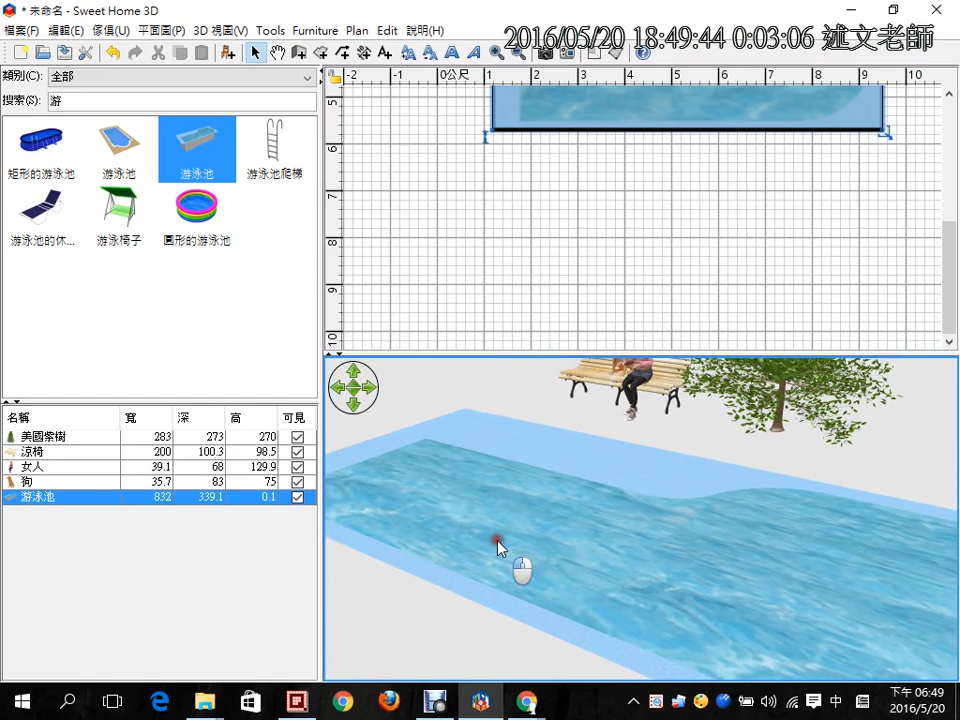 * 未命名 - Sweet Home 3D
檔案(F) 編輯(E) 傢俱(U) 平面圖(P) 3D 視圖(V) Tools Furniture Plan Edit 說明(H)
2016/05/20 18:49:44 0:03:06 述文老師
類別(C): 全部
搜索(S): 游
-2 -1 0公尺 1 2 3 4 5 6 7 8 9 10
5
6
7
8
9
10
矩形的游泳池 游泳池 游泳池 游泳池爬梯
游泳池的休... 游泳椅子 圓形的游泳池
名稱 寬 深 高 可見
美國紫樹 283 273 270
涼椅 200 100.3 98.5
女人 39.1 68 129.9
狗 35.7 83 75
游泳池 832 339.1 0.1
中
下午 06:49
2016/5/20